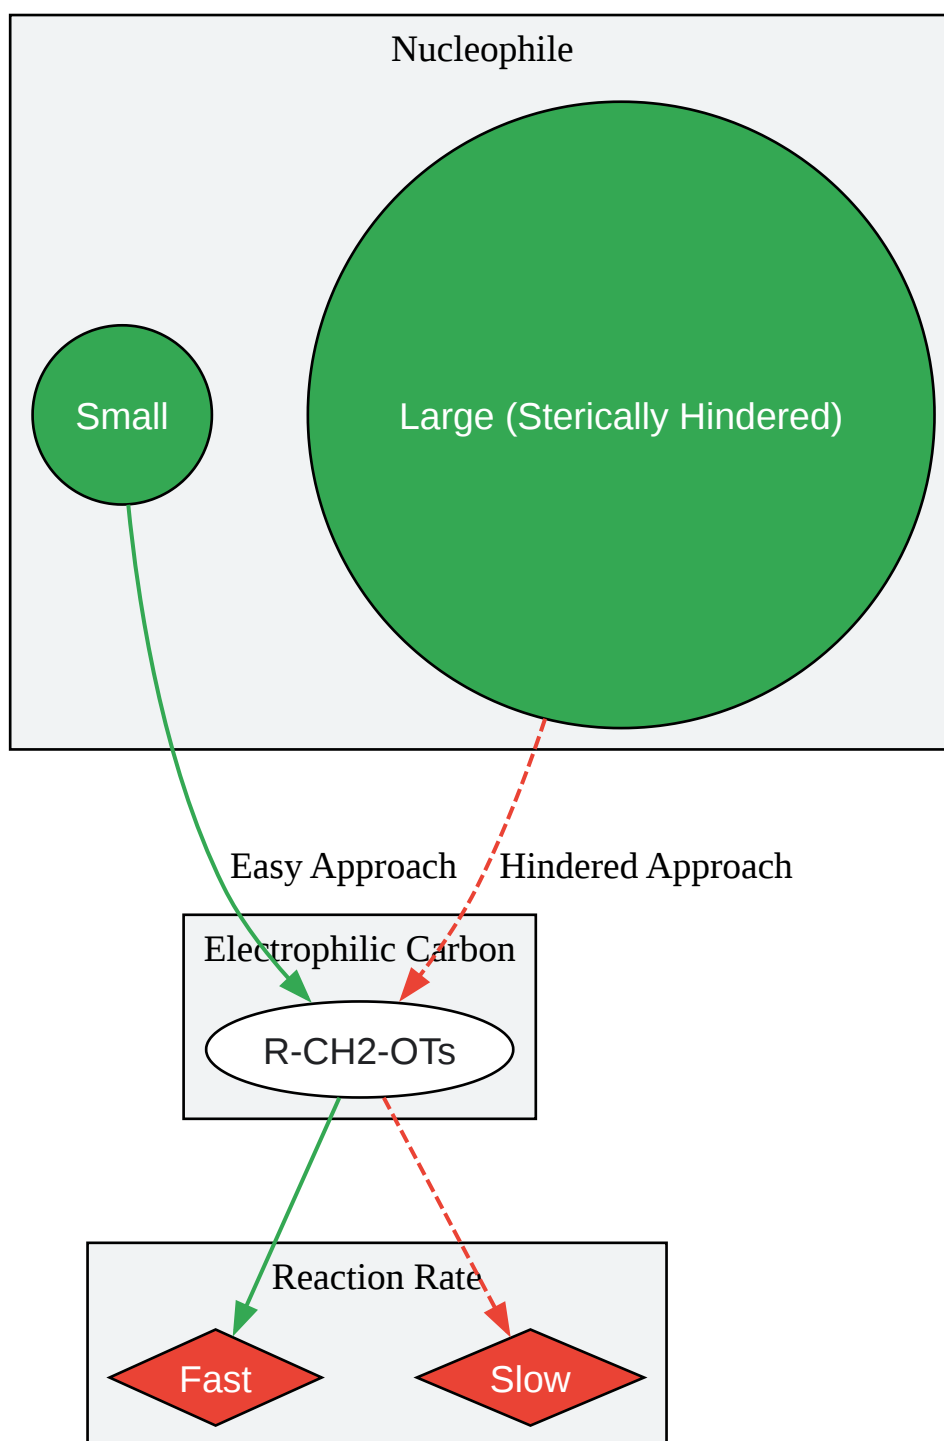 Nucleophile
Small
Large (Sterically Hindered)
Easy Approach
Hindered Approach
Electrophilic Carbon
R-CH2-OTs
Reaction Rate
Fast
Slow